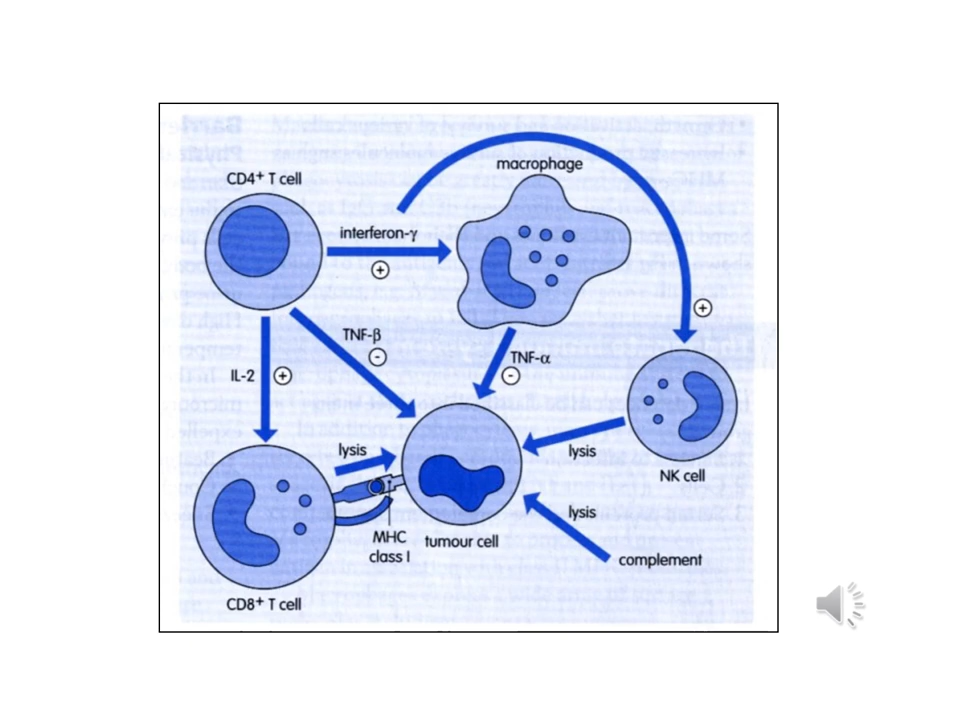 macrophage
CD4+ T cell
interferon-γ
+
+
TNF-β
-
TNF-α
-
IL-2
+
lysis
lysis
NK cell
lysis
MHC
class I
tumour cell
complement
CD8+ T cell